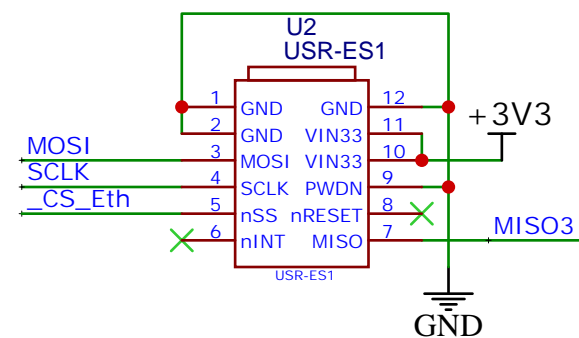 U2
USR-ES1
1 GND GND 12
2 GND VIN33 11
MOSI 3 MOSI VIN33 10
SCLK 4 SCLK PWDN 9
_CS_Eth 5 nSS nRESET 8
6 nINT MISO 7 MISO3
+3V3
USR-ES1
GND